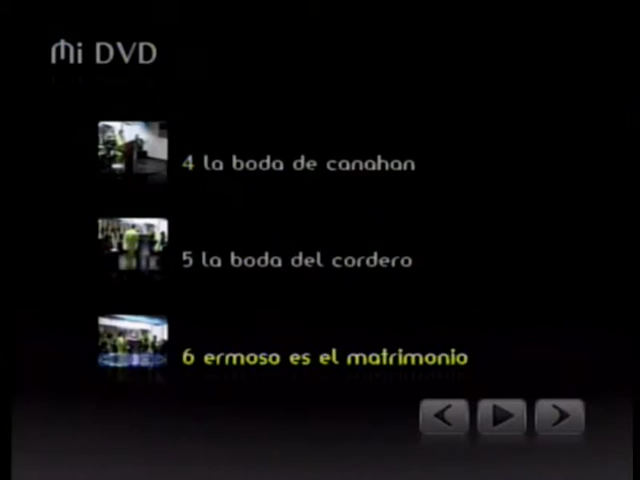 Mi DVD
4 la boda de canahan
5 la boda del cordero
6 ermoso es el matrimonio